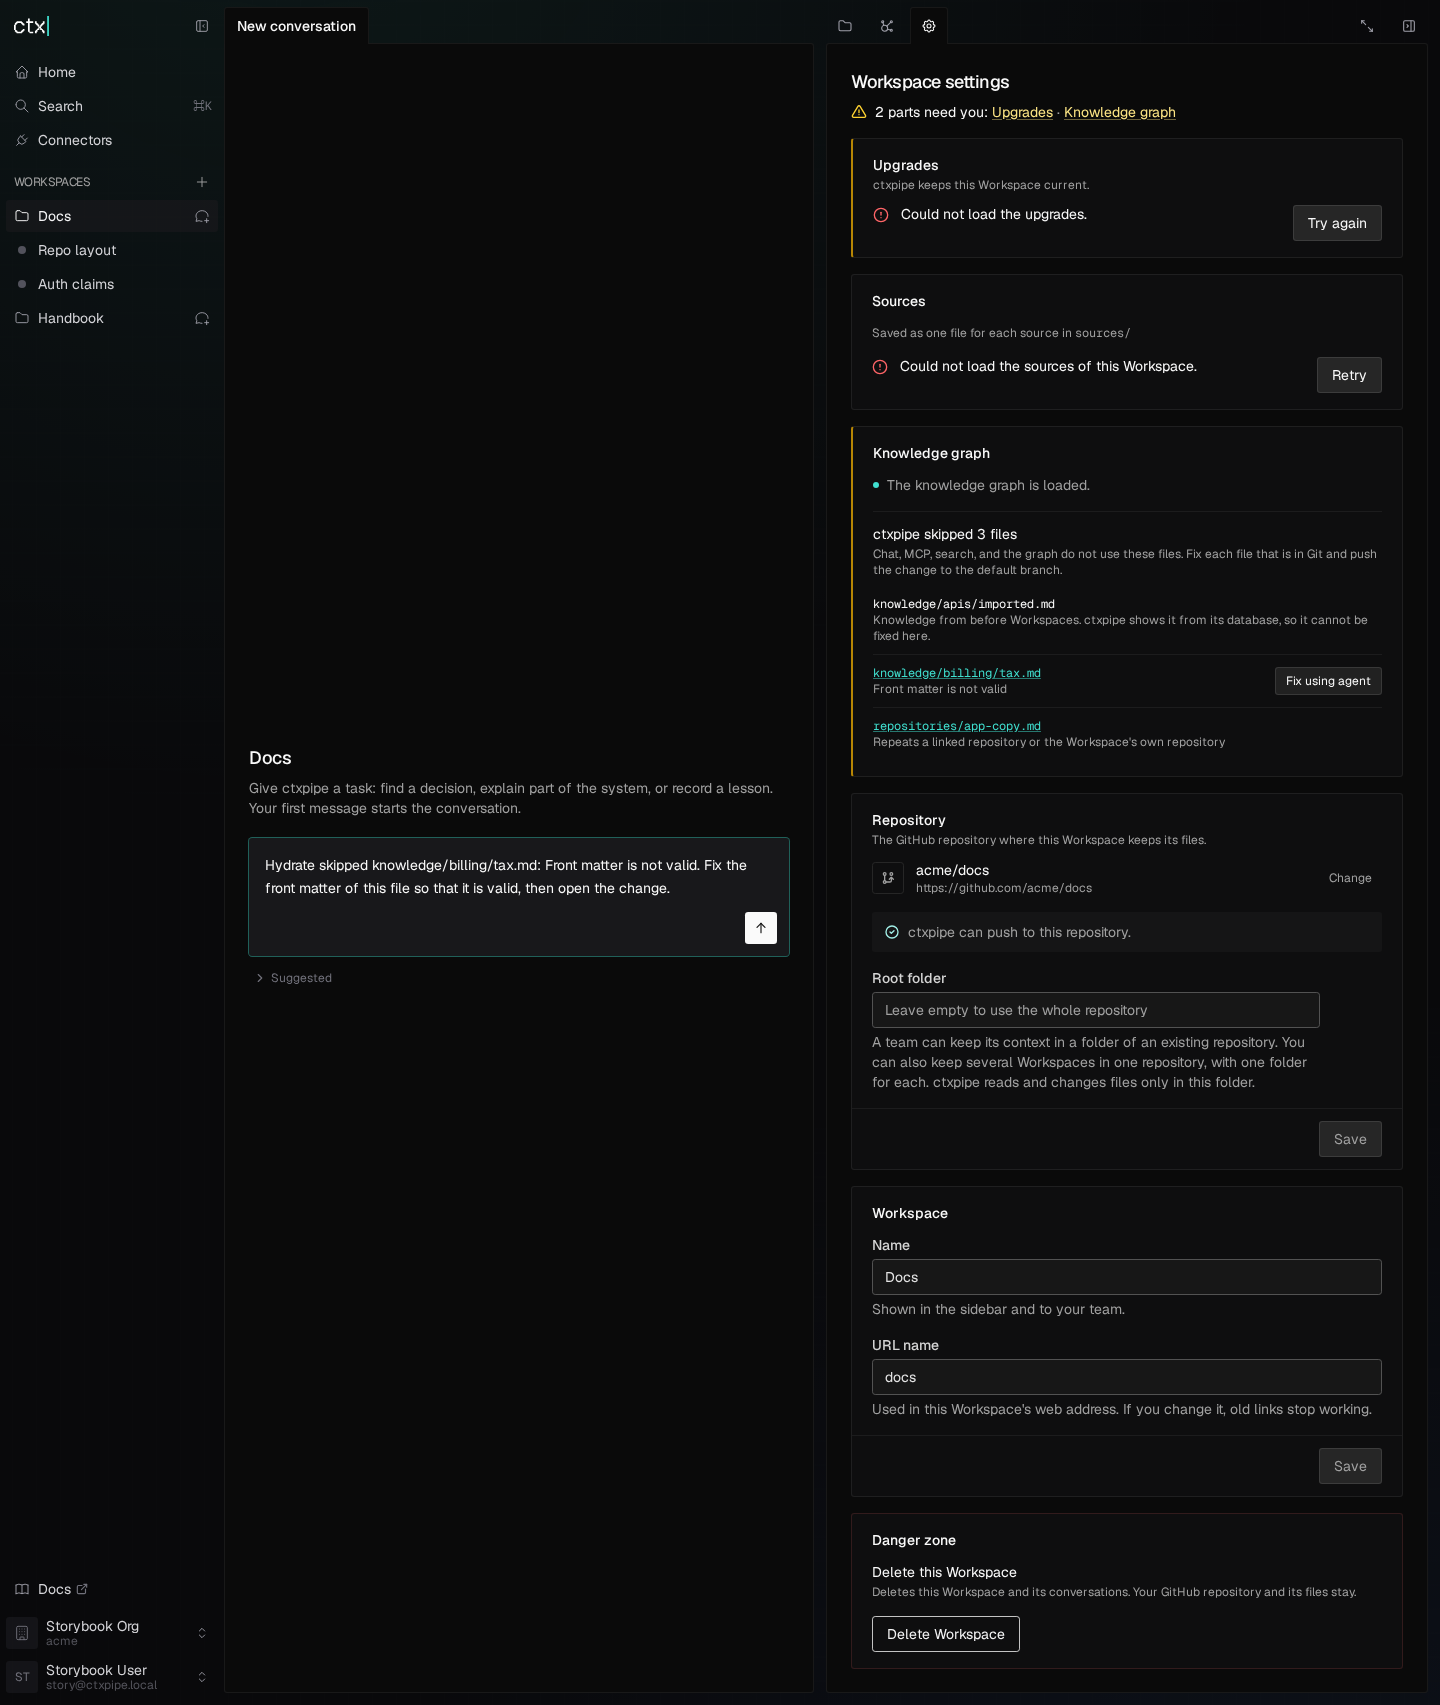 ctx
Home
Search
⌘K
Connectors
WORKSPACES
Docs
Repo layout
Auth claims
Handbook
Docs
Storybook Org
acme
ST
Storybook User
story@ctxpipe.local
New conversation
Docs
Give ctxpipe a task: find a decision, explain part of the system, or record a lesson.
Your first message starts the conversation.
Hydrate skipped knowledge/billing/tax.md: Front matter is not valid. Fix the
front matter of this file so that it is valid, then open the change.
Suggested
Workspace settings
2 parts need you: Upgrades · Knowledge graph
Upgrades
ctxpipe keeps this Workspace current.
Could not load the upgrades.
Try again
Sources
Saved as one file for each source in sources/
Could not load the sources of this Workspace.
Retry
Knowledge graph
The knowledge graph is loaded.
ctxpipe skipped 3 files
Chat, MCP, search, and the graph do not use these files. Fix each file that is in Git and push
the change to the default branch.
knowledge/apis/imported.md
Knowledge from before Workspaces. ctxpipe shows it from its database, so it cannot be
fixed here.
knowledge/billing/tax.md
Front matter is not valid
Fix using agent
repositories/app-copy.md
Repeats a linked repository or the Workspace's own repository
Repository
The GitHub repository where this Workspace keeps its files.
acme/docs
https://github.com/acme/docs
Change
ctxpipe can push to this repository.
Root folder
Leave empty to use the whole repository
A team can keep its context in a folder of an existing repository. You
can also keep several Workspaces in one repository, with one folder
for each. ctxpipe reads and changes files only in this folder.
Save
Workspace
Name
Docs
Shown in the sidebar and to your team.
URL name
docs
Used in this Workspace's web address. If you change it, old links stop working.
Save
Danger zone
Delete this Workspace
Deletes this Workspace and its conversations. Your GitHub repository and its files stay.
Delete Workspace